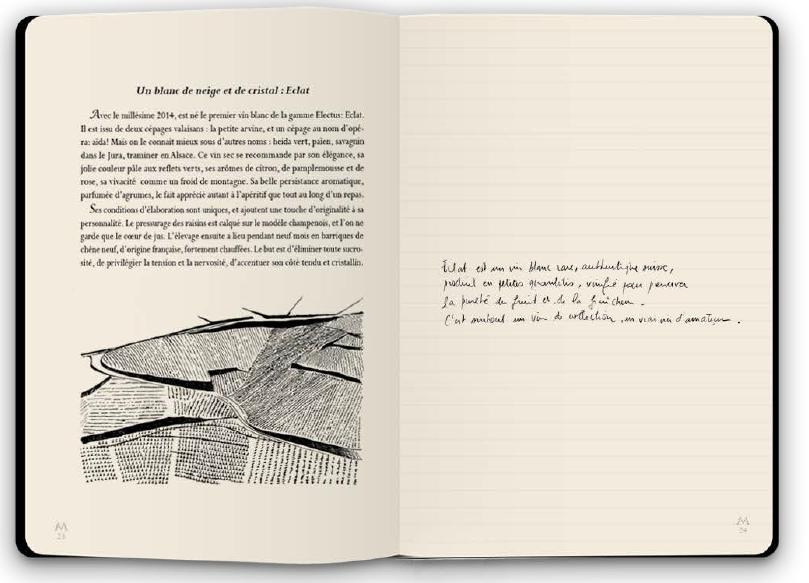 Un blanc de neige et de cristal : Eclat
Avec le millésime 2014, est né le premier vin blanc de la gamme Electus: Eclat.
Il est issu de deux cépages valaisans : la petite arvine, et un cépage au nom d'opé-
ra: aïda! Mais on le connait mieux sous d'autres noms : heida vert, païen, savagnin
dans le Jura, traminer en Alsace. Ce vin sec se recommande par son élégance, sa
jolie couleur pâle aux reflets verts, ses arômes de citron, de pamplemousse et de
rose, sa vivacité comme un froid de montagne. Sa belle persistance aromatique,
parfumée d'agrumes, le fait apprécié autant à l'apéritif que tout au long d'un repas.
Ses conditions d'élaboration sont uniques, et ajoutent une touche d'originalité à sa
personnalité. Le pressurage des raisins est calqué sur le modèle champenois, et l'on ne
garde que le cœur de jus. L'élevage ensuite a lieu pendant neuf mois en barriques de
chêne neuf, d'origine française, fortement chauffées. Le but est d'éliminer toute sucro-
sité, de privilégier la tension et la nervosité, d'accentuer son côté tendu et cristallin.
M
23
Eclat est un vin blanc rare, authentique suisse,
produit en petites quantités, vinifié pour preserver
la pureté du fruit et de la fraicheur.
C'est surtout un vin de collection, un vrai vin d'amateur.
M
24